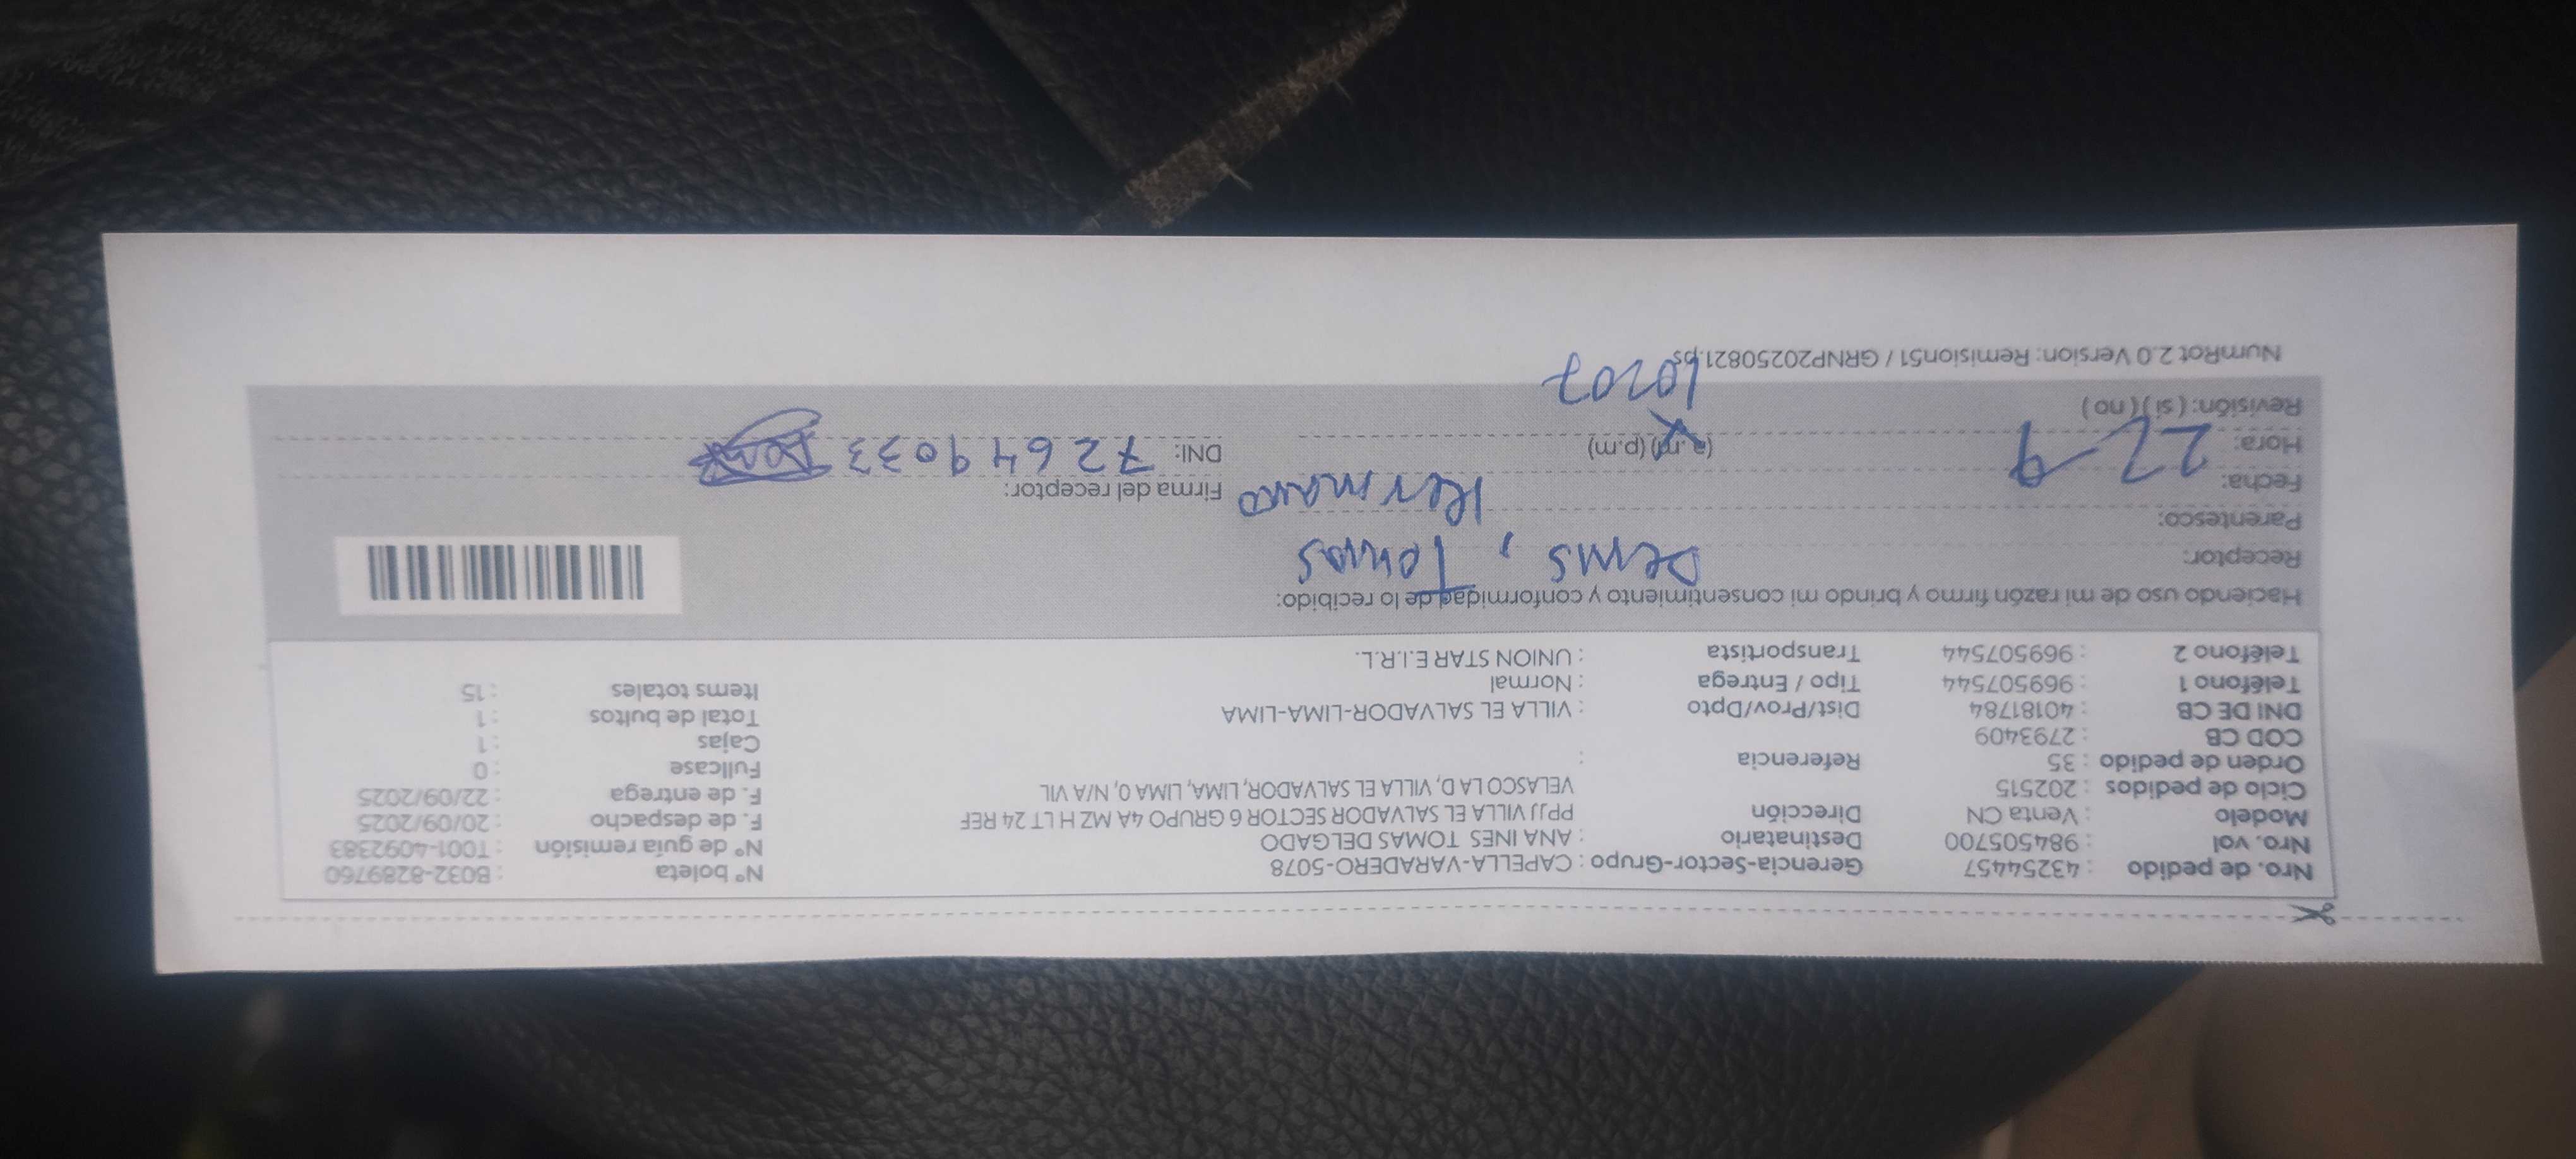 Nro. de pedido : 43254457 Gerencia-Sector-Grupo : CAPELLA-VARADERO-5078 N° boleta : B032-8289760
Nro. vol : 984505700 Destinatario : ANA INES TOMAS DELGADO N° de guía remisión : T001-4092383
Modelo : Venta CN Dirección PPJJ VILLA EL SALVADOR SECTOR 6 GRUPO 4A MZ H LT 24 REF F. de despacho : 20/09/2025
Ciclo de pedidos : 202515 VELASCO LA D, VILLA EL SALVADOR, LIMA, LIMA 0, N/A VIL F. de entrega : 22/09/2025
Orden de pedido : 35 Referencia : Fullcase : 0
COD CB : 2793409 Cajas : 1
DNI DE CB : 40181784 Dist/Prov/Dpto : VILLA EL SALVADOR-LIMA-LIMA Total de bultos : 1
Teléfono 1 : 969507544 Tipo / Entrega : Normal Items totales : 15
Teléfono 2 : 969507544 Transportista : UNION STAR E.I.R.L.
Haciendo uso de mi razón firmo y brindo mi consentimiento y conformidad de lo recibido:
Receptor: Denis, Tomas
Parentesco: Hermano
Fecha: 22-9 Firma del receptor:
Hora: (a.m) (p.m) DNI: 72649033
Revisión: ( si ) ( no ) 10207
NumRot 2.0 Version: Remision51 / GRNP20250821.ps